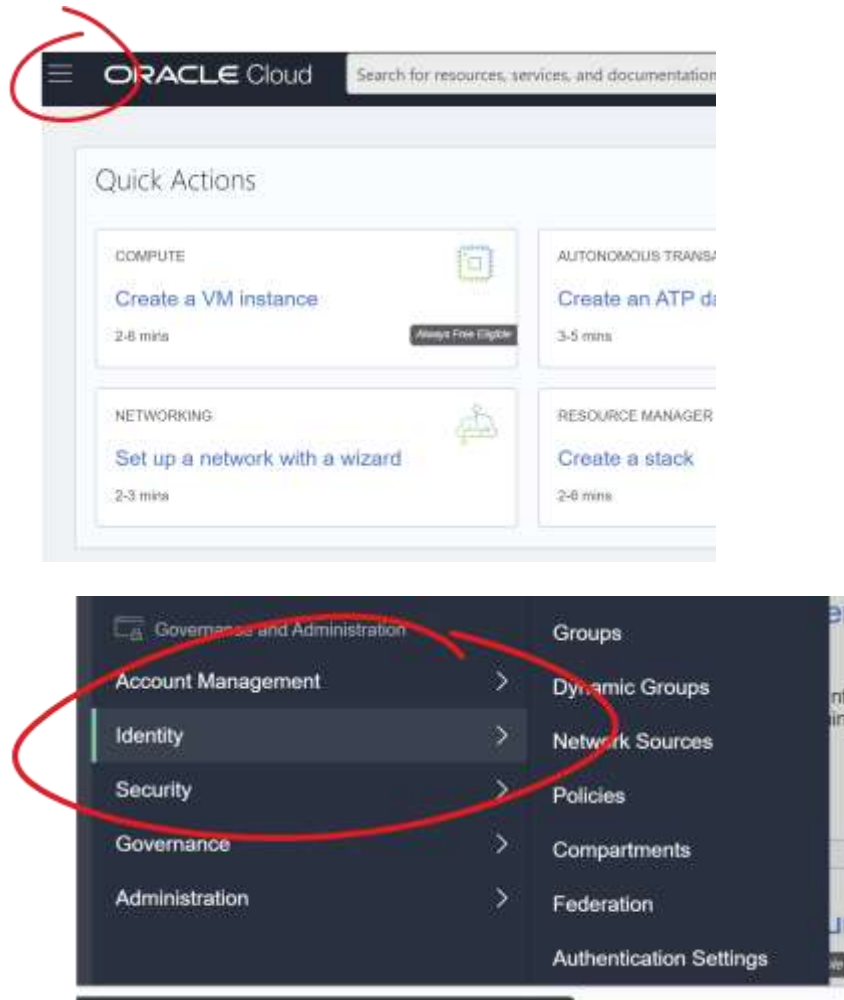 ORACLE Cloud
Search for resources, services, and documentation
Quick Actions
COMPUTE
Create a VM instance
2-6 mins
Always Free Eligible
AUTONOMOUS TRANSA
Create an ATP da
3-5 mins
NETWORKING
Set up a network with a wizard
2-3 mins
RESOURCE MANAGER
Create a stack
2-6 mins
Governance and Administration
Account Management
Identity
Security
Governance
Administration
Groups
Dynamic Groups
Network Sources
Policies
Compartments
Federation
Authentication Settings